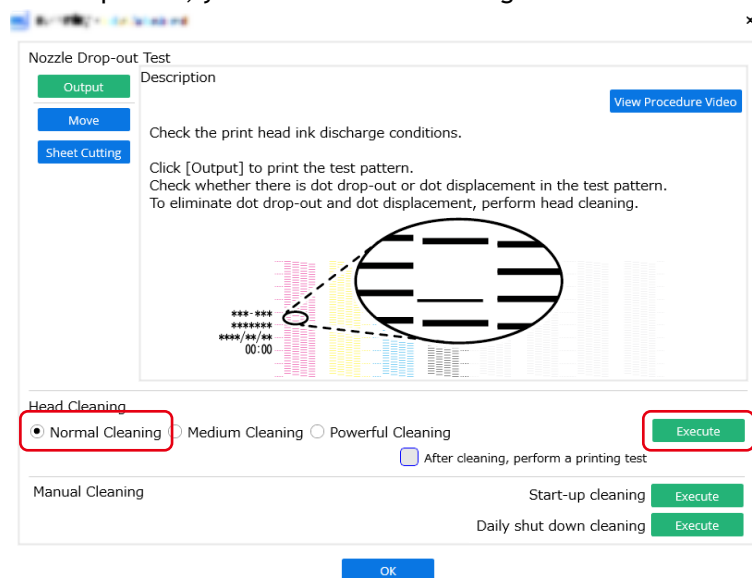 ×
Nozzle Drop-out Test
Output
Description
View Procedure Video
Move
Check the print head ink discharge conditions.
Sheet Cutting
Click [Output] to print the test pattern.
Check whether there is dot drop-out or dot displacement in the test pattern.
To eliminate dot drop-out and dot displacement, perform head cleaning.
***-***
*******
****/**/**
00:00
Head Cleaning
Normal Cleaning Medium Cleaning Powerful Cleaning Execute
After cleaning, perform a printing test
Manual Cleaning Start-up cleaning Execute
Daily shut down cleaning Execute
OK